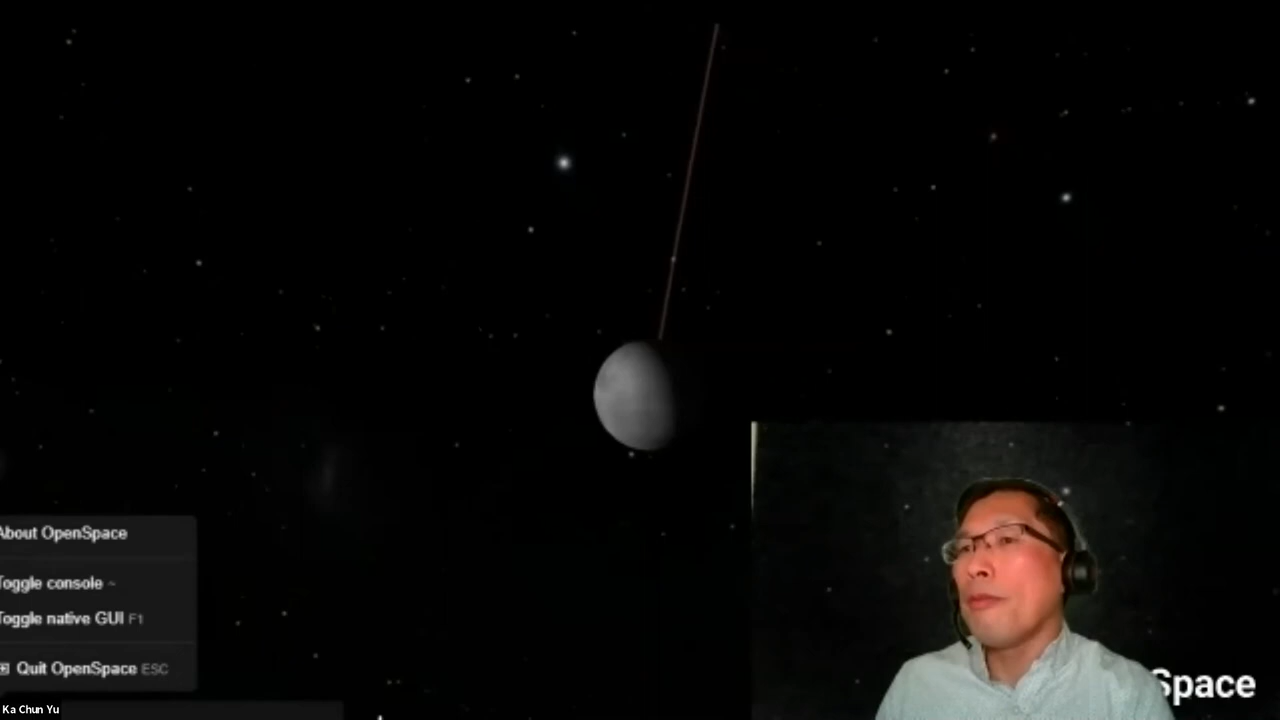 About OpenSpace
Toggle console ~
Toggle native GUI F1
Quit OpenSpace ESC
Space
Ka Chun Yu